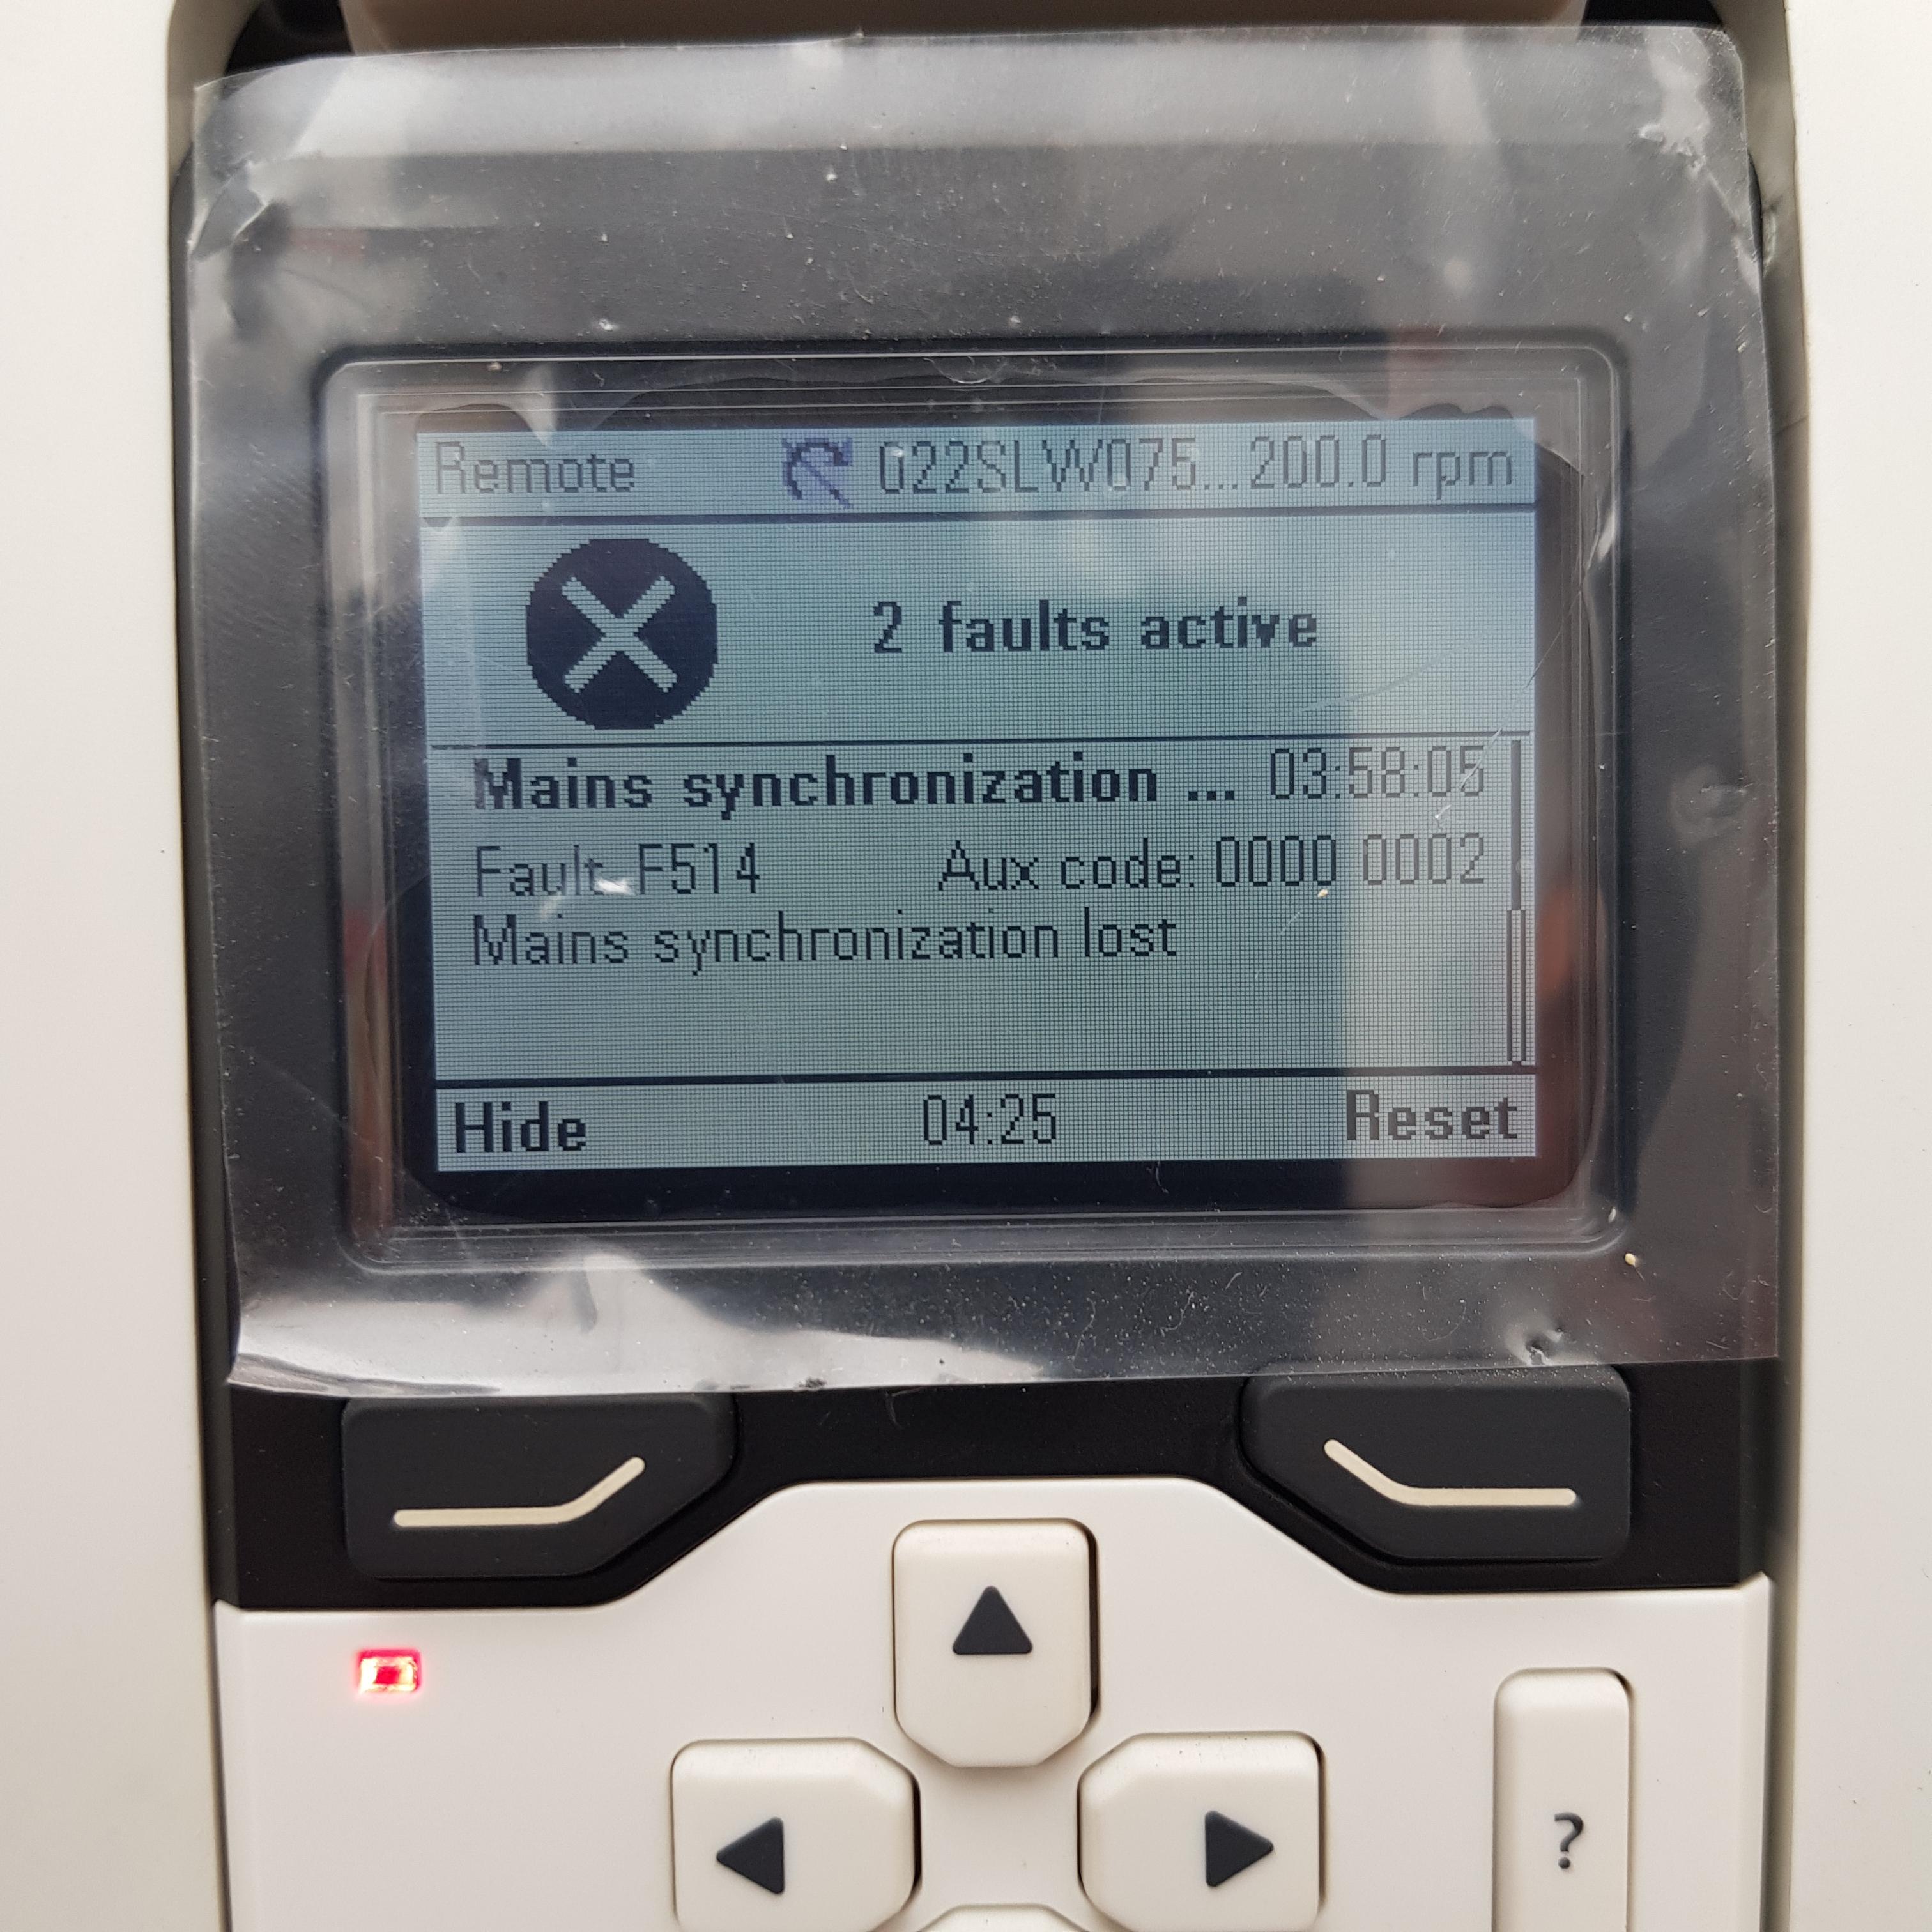 Remote 022SLW075...200.0 rpm
2 faults active
Mains synchronization ... 03:58:05
Fault F514 Aux code: 0000 0002
Mains synchronization lost
Hide 04:25 Reset
?